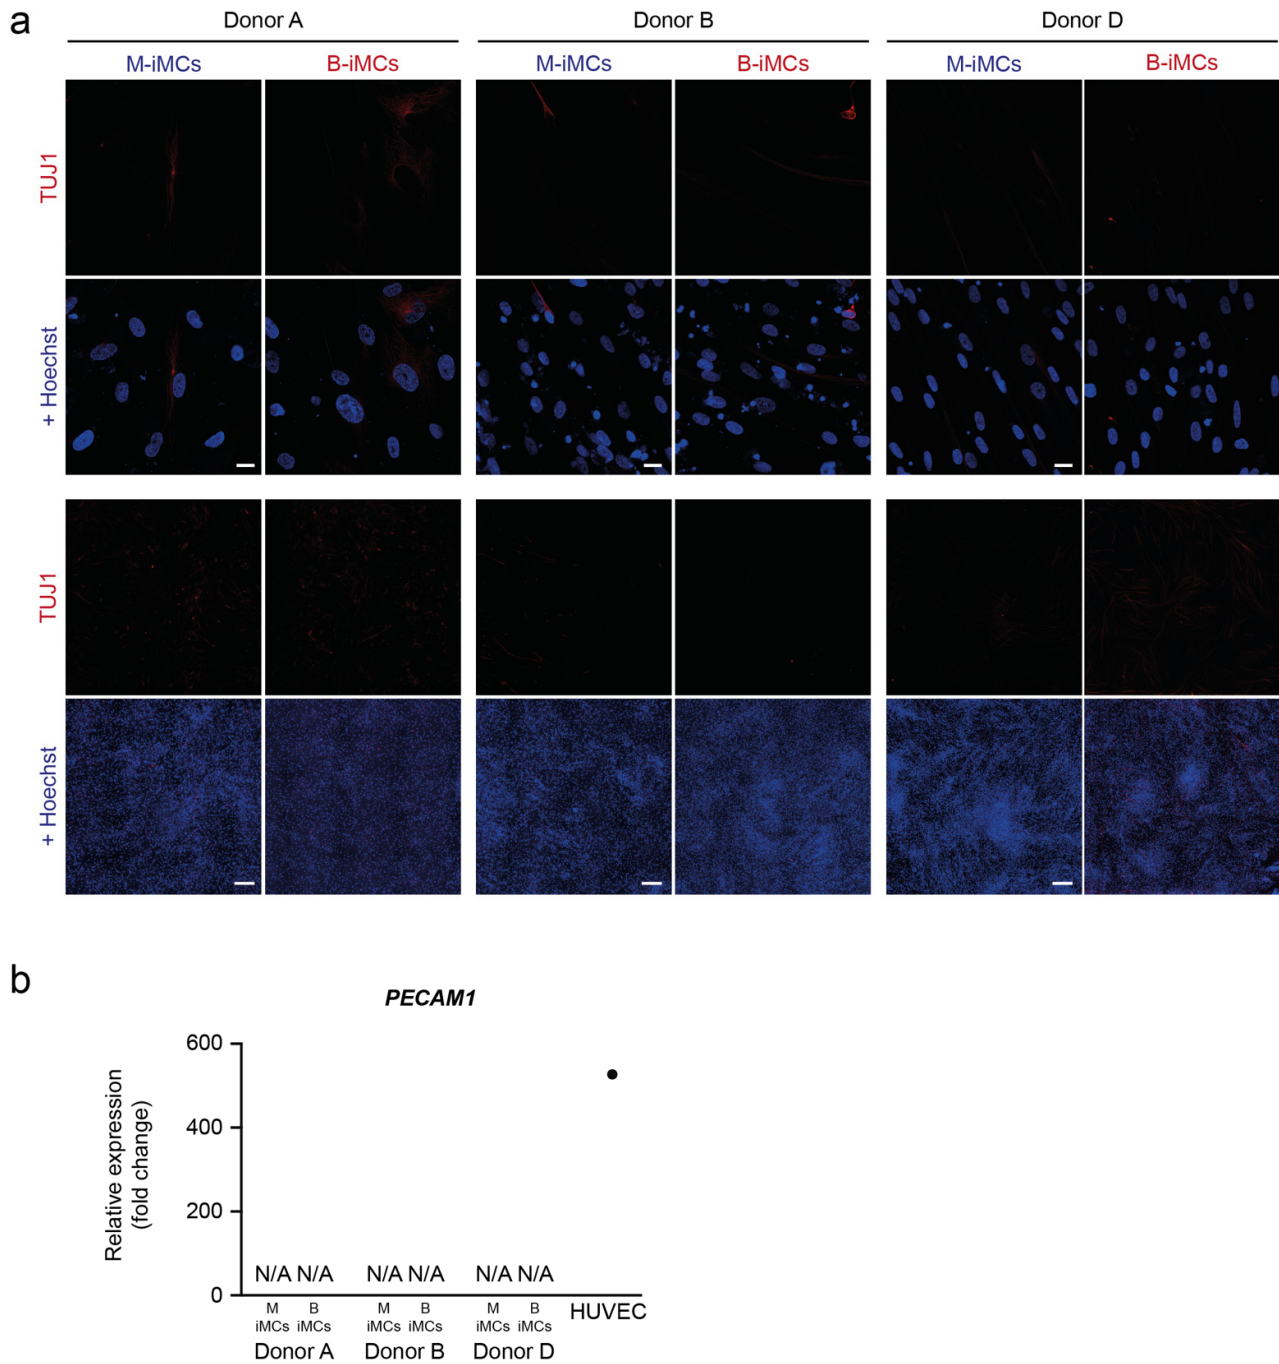 a
Donor A Donor B Donor D
M-iMCs B-iMCs M-iMCs B-iMCs M-iMCs B-iMCs
TUJ1
+ Hoechst
TUJ1
+ Hoechst
b
PECAM1
Relative expression
(fold change)
600
400
200
0
N/A N/A N/A N/A N/A N/A
M B M B M B HUVEC
iMCs iMCs iMCs iMCs iMCs iMCs
Donor A Donor B Donor D